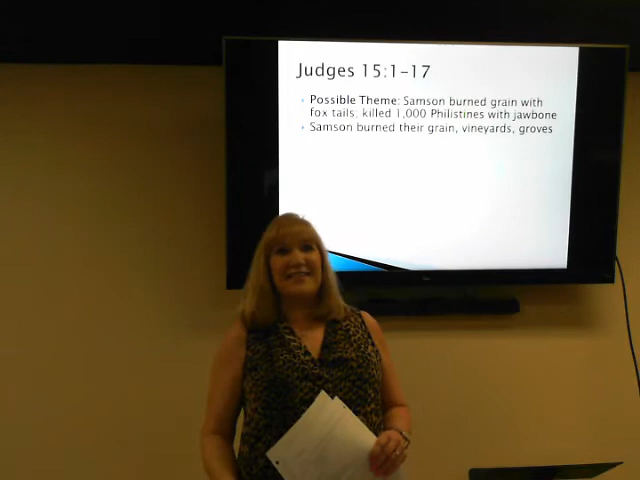 Judges 15:1-17
Possible Theme: Samson burned grain with
fox tails; killed 1,000 Philistines with jawbone
Samson burned their grain, vineyards, groves